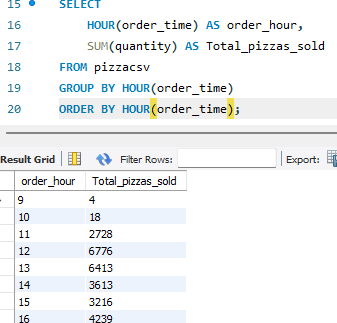 15 SELECT
16 HOUR(order_time) AS order_hour,
17 SUM(quantity) AS Total_pizzas_sold
18 FROM pizzacsv
19 GROUP BY HOUR(order_time)
20 ORDER BY HOUR(order_time);
Result Grid Filter Rows: Export:
order_hour Total_pizzas_sold
9 4
10 18
11 2728
12 6776
13 6413
14 3613
15 3216
16 4239